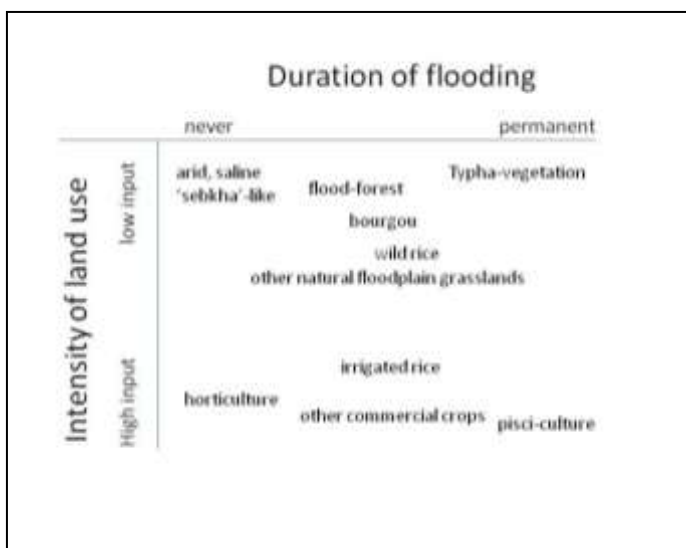 Duration of flooding
never permanent
Intensity of land use
low input
High input
arid, saline
'sebkha'-like
flood-forest
Typha-vegetation
bourgou
wild rice
other natural floodplain grasslands
irrigated rice
horticulture
other commercial crops
pisci-culture